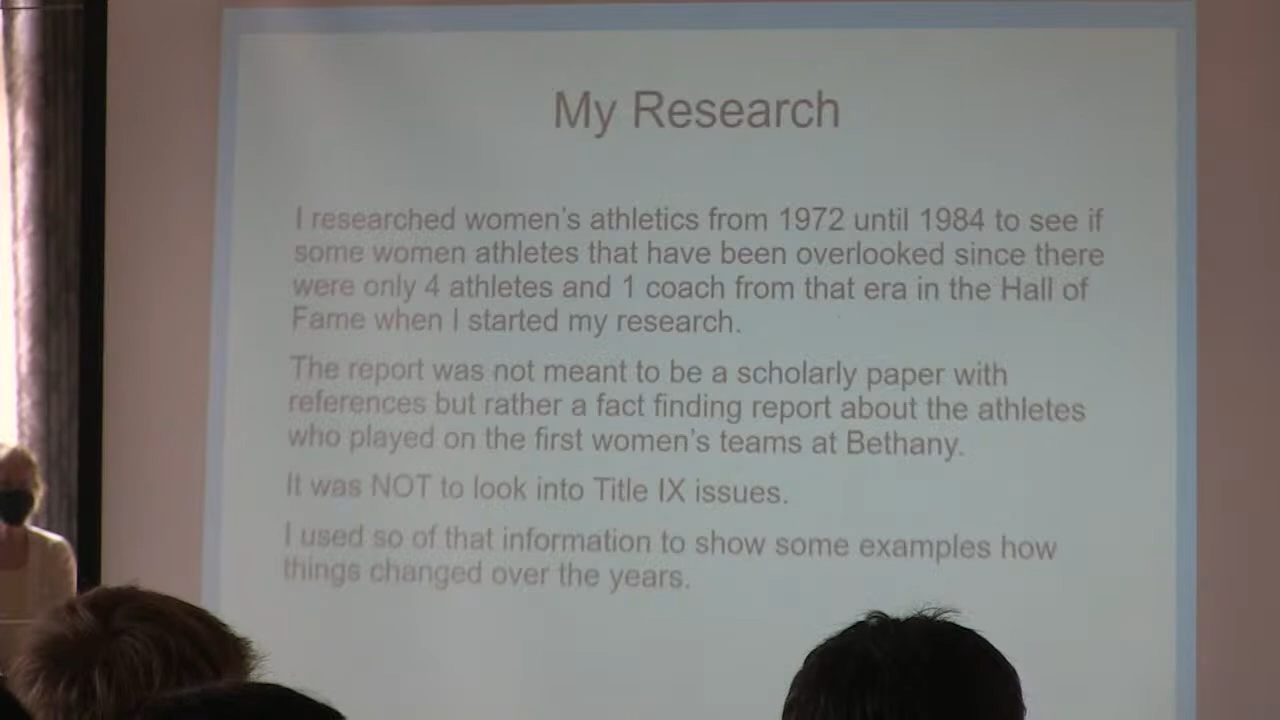 My Research
I researched women's athletics from 1972 until 1984 to see if
some women athletes that have been overlooked since there
were only 4 athletes and 1 coach from that era in the Hall of
Fame when I started my research.
The report was not meant to be a scholarly paper with
references but rather a fact finding report about the athletes
who played on the first women's teams at Bethany.
It was NOT to look into Title IX issues.
I used so of that information to show some examples how
things changed over the years.